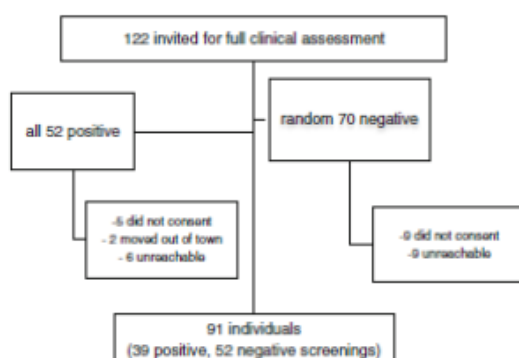 122 invited for full clinical assessment
all 52 positive
random 70 negative
-5 did not consent
- 2 moved out of town
- 6 unreachable
-9 did not consent
-9 unreachable
91 individuals
(39 positive, 52 negative screenings)